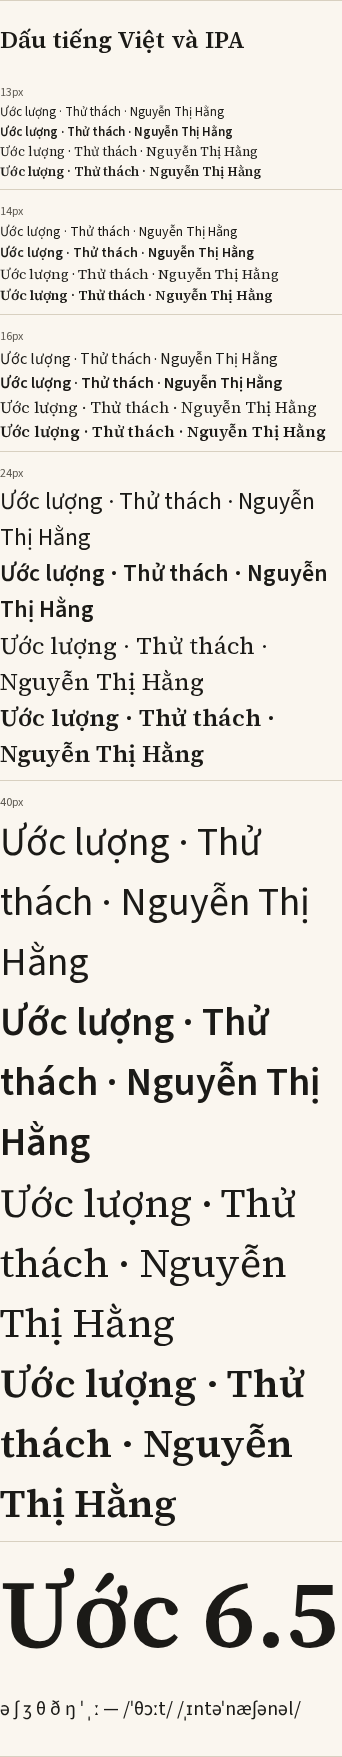 Dấu tiếng Việt và IPA
13px
Ước lượng · Thử thách · Nguyễn Thị Hằng
Ước lượng · Thử thách · Nguyễn Thị Hằng
Ước lượng · Thử thách · Nguyễn Thị Hằng
Ước lượng · Thử thách · Nguyễn Thị Hằng
14px
Ước lượng · Thử thách · Nguyễn Thị Hằng
Ước lượng · Thử thách · Nguyễn Thị Hằng
Ước lượng · Thử thách · Nguyễn Thị Hằng
Ước lượng · Thử thách · Nguyễn Thị Hằng
16px
Ước lượng · Thử thách · Nguyễn Thị Hằng
Ước lượng · Thử thách · Nguyễn Thị Hằng
Ước lượng · Thử thách · Nguyễn Thị Hằng
Ước lượng · Thử thách · Nguyễn Thị Hằng
24px
Ước lượng · Thử thách · Nguyễn
Thị Hằng
Ước lượng · Thử thách · Nguyễn
Thị Hằng
Ước lượng · Thử thách ·
Nguyễn Thị Hằng
Ước lượng · Thử thách ·
Nguyễn Thị Hằng
40px
Ước lượng · Thử
thách · Nguyễn Thị
Hằng
Ước lượng · Thử
thách · Nguyễn Thị
Hằng
Ước lượng · Thử
thách · Nguyễn
Thị Hằng
Ước lượng · Thử
thách · Nguyễn
Thị Hằng
Ước 6.5
ə ʃ ʒ θ ð ŋ ˈ ˌ ː — /ˈθɔːt/ /ˌɪntəˈnæʃənəl/